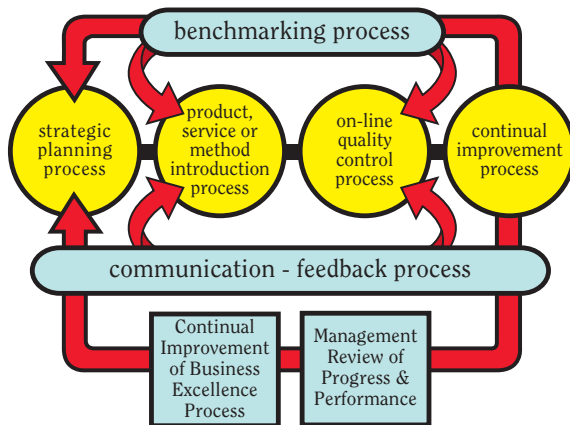 benchmarking process
strategic
planning
process
product,
service or
method
introduction
process
on-line
quality
control
process
continual
improvement
process
communication - feedback process
Continual
Improvement
of Business
Excellence
Process
Management
Review of
Progress &
Performance